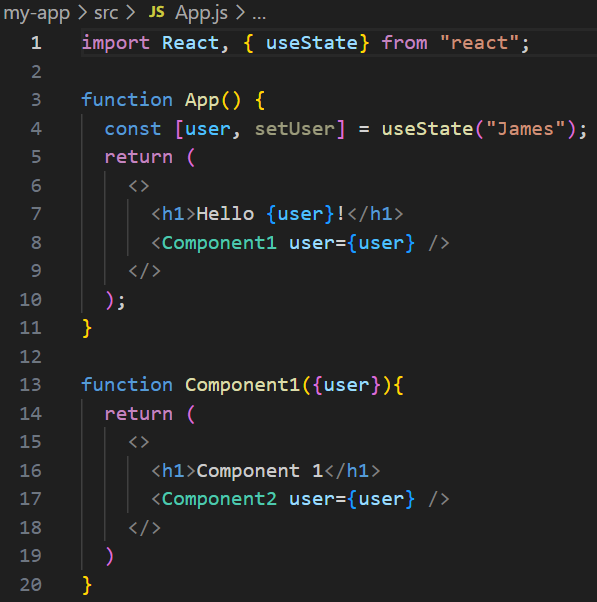 my-app > src > JS App.js > ...
1 import React, { useState} from "react";
2
3 function App() {
4   const [user, setUser] = useState("James");
5   return (
6     <>
7       <h1>Hello {user}!</h1>
8       <Component1 user={user} />
9     </>
10   );
11 }
12
13 function Component1({user}){
14   return (
15     <>
16       <h1>Component 1</h1>
17       <Component2 user={user} />
18     </>
19   )
20 }